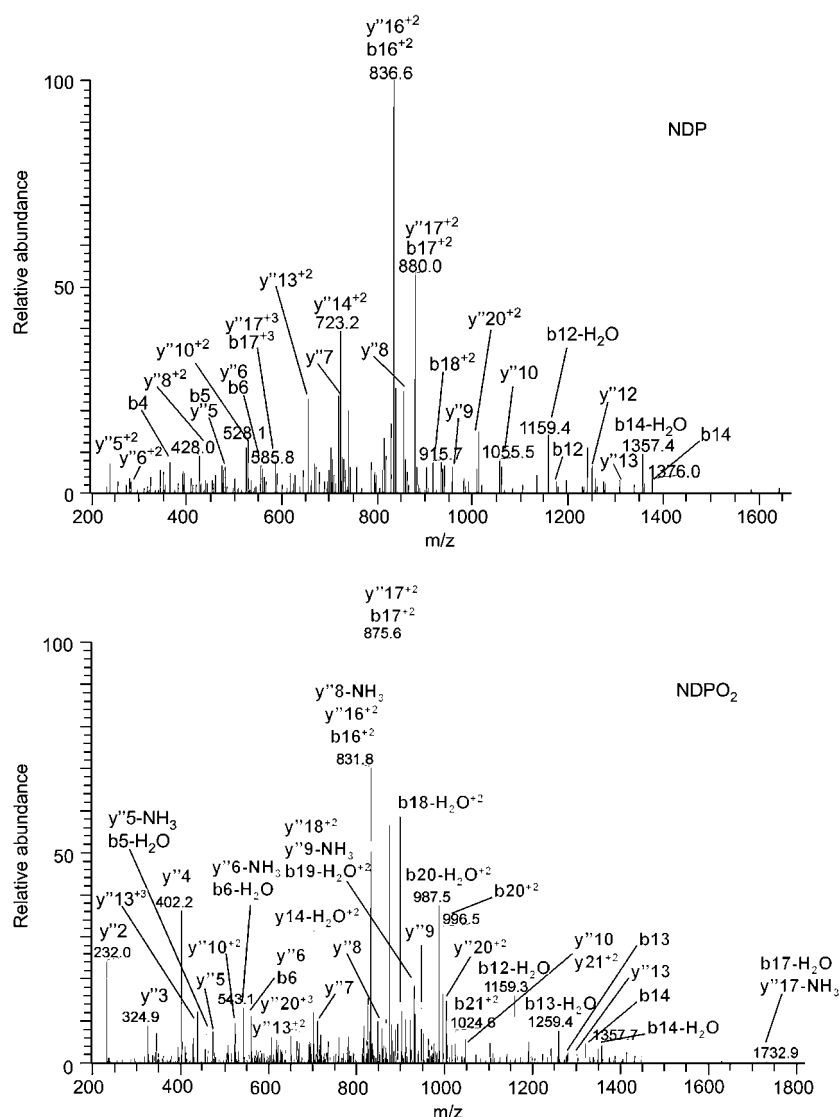 y''16+2
b16+2
836.6
100
NDP
y''17+2
b17+2
880.0
50
Relative abundance
y''13+2
y''14+2
723.2
y''17+3
b17+3
y''20+2
y''10+2
y''6
b6
y''7
y''8
b12-H2O
y''8+2
b5
y''5
b18+2
y''10
b4
528.1
y''9
1159.4
y''12
b14-H2O
1357.4
b14
y''5+2
y''6+2
428.0
585.8
915.7
1055.5
b12
y''13
1376.0
0
200 400 600 800 1000 1200 1400 1600
m/z
y''17+2
b17+2
875.6
100
NDPO2
y''8-NH3
y''16+2
b16+2
831.8
b18-H2O+2
y''5-NH3
b5-H2O
y''18+2
y''9-NH3
b19-H2O+2
50
Relative abundance
y''4
402.2
y''6-NH3
b6-H2O
b20-H2O+2
987.5
b20+2
996.5
y''13+3
y14-H2O+2
y''2
232.0
y''10+2
y''6
b6
y''9
y''20+2
y''10
y''21+2
b13
b17-H2O
y''17-NH3
y''3
324.9
y''5
543.1
y''20+3
y''13+2
y''7
y''8
b12-H2O
1159.3
y''13
b21+2
1024.6
b13-H2O
1259.4
b14
1357.7
b14-H2O
1732.9
0
200 400 600 800 1000 1200 1400 1600 1800
m/z